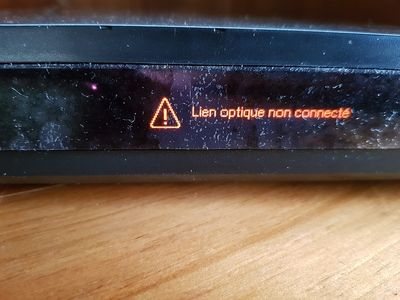 Lien optique non connecté